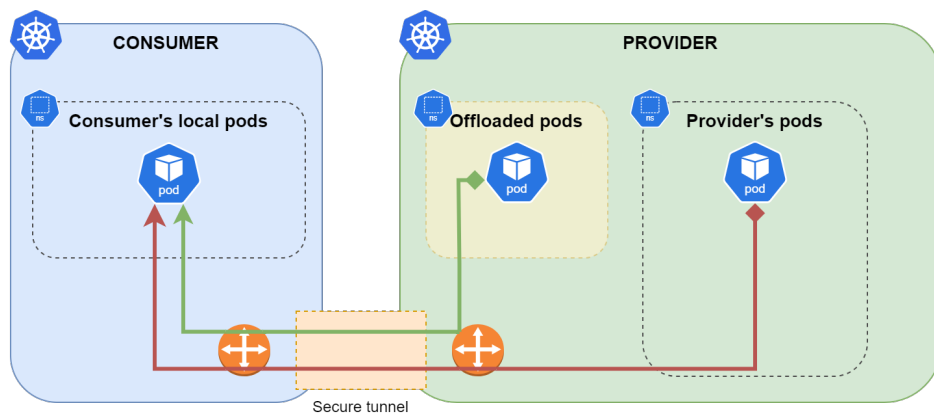 CONSUMER
PROVIDER
ns
Consumer's local pods
pod
ns
Offloaded pods
pod
ns
Provider's pods
pod
Secure tunnel